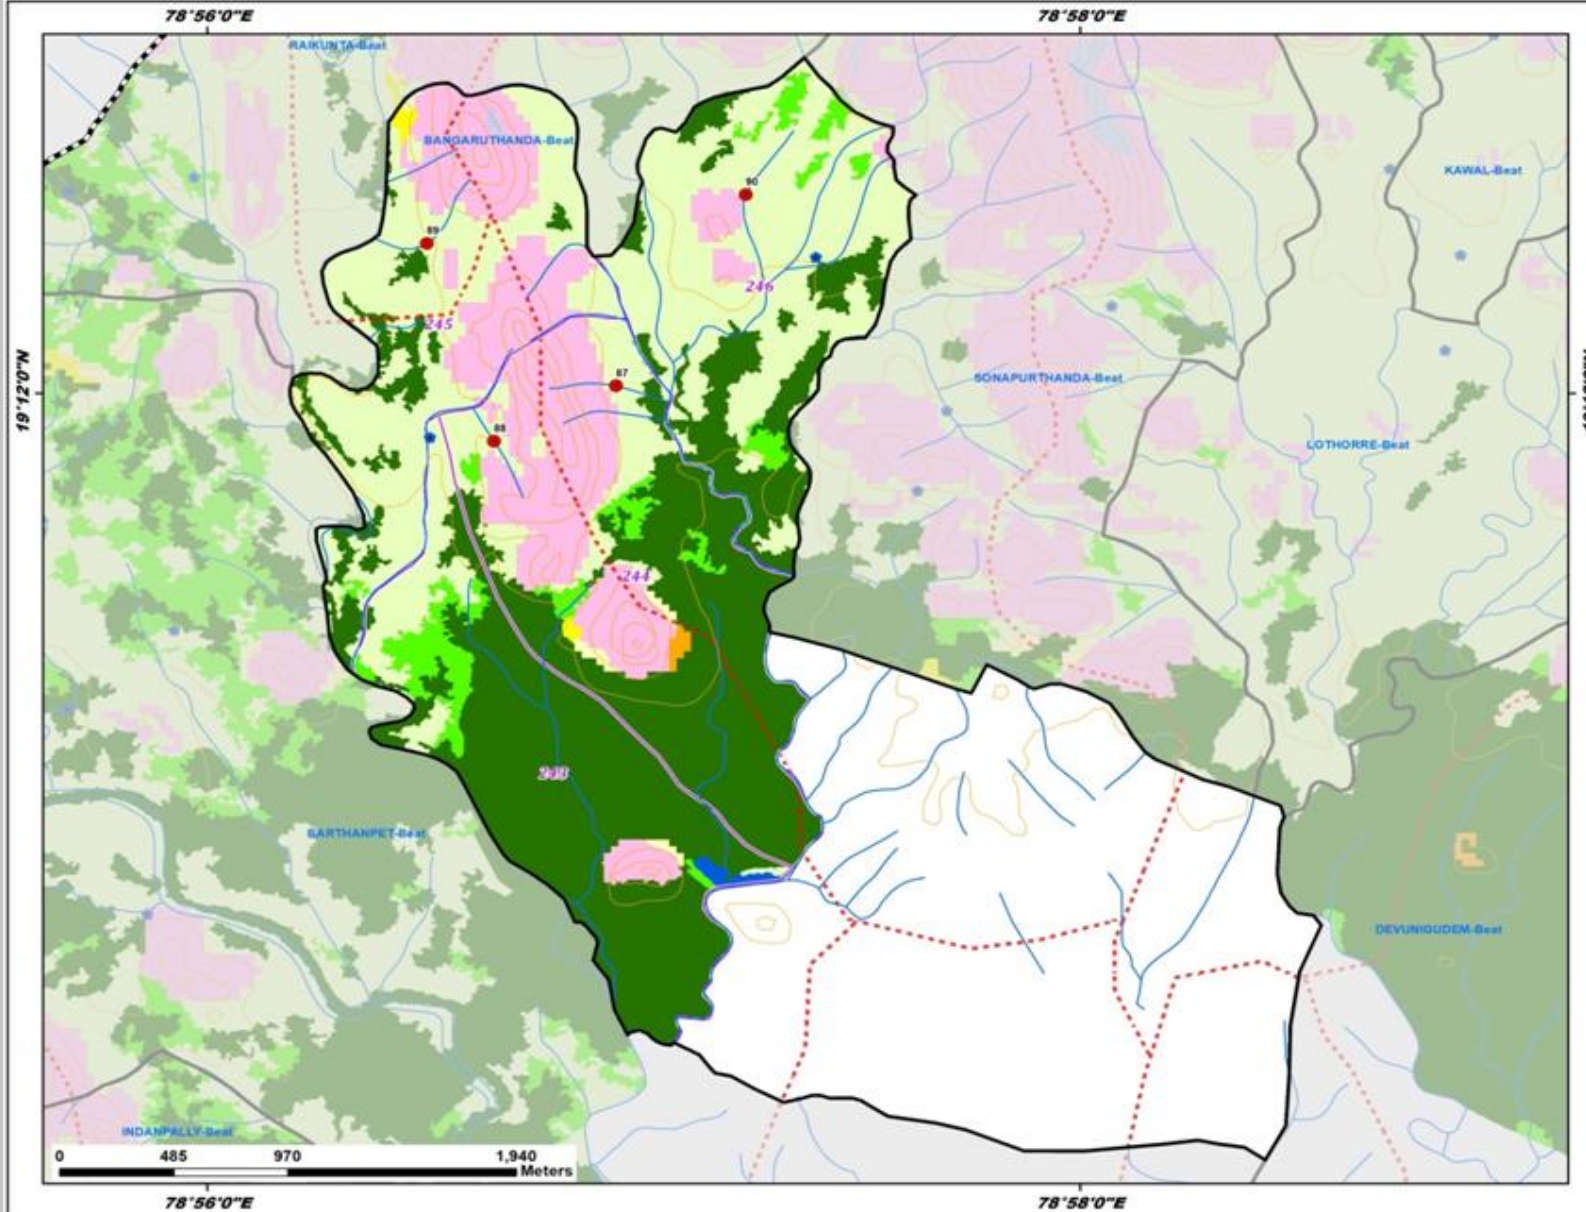 78°56'0"E
78°58'0"E
RAIKUNTA-Beat
BANGARUTHANDA-Beat
KAWAL-Beat
90
89
246
245
19°12'0"N
87
SONAPURTHANDA-Beat
88
LOTHORRE-Beat
244
243
SARTHANPET-Beat
DEVUNIGUDEM-Beat
INDANPALLY-Beat
0 485 970 1,940
Meters
78°56'0"E
78°58'0"E